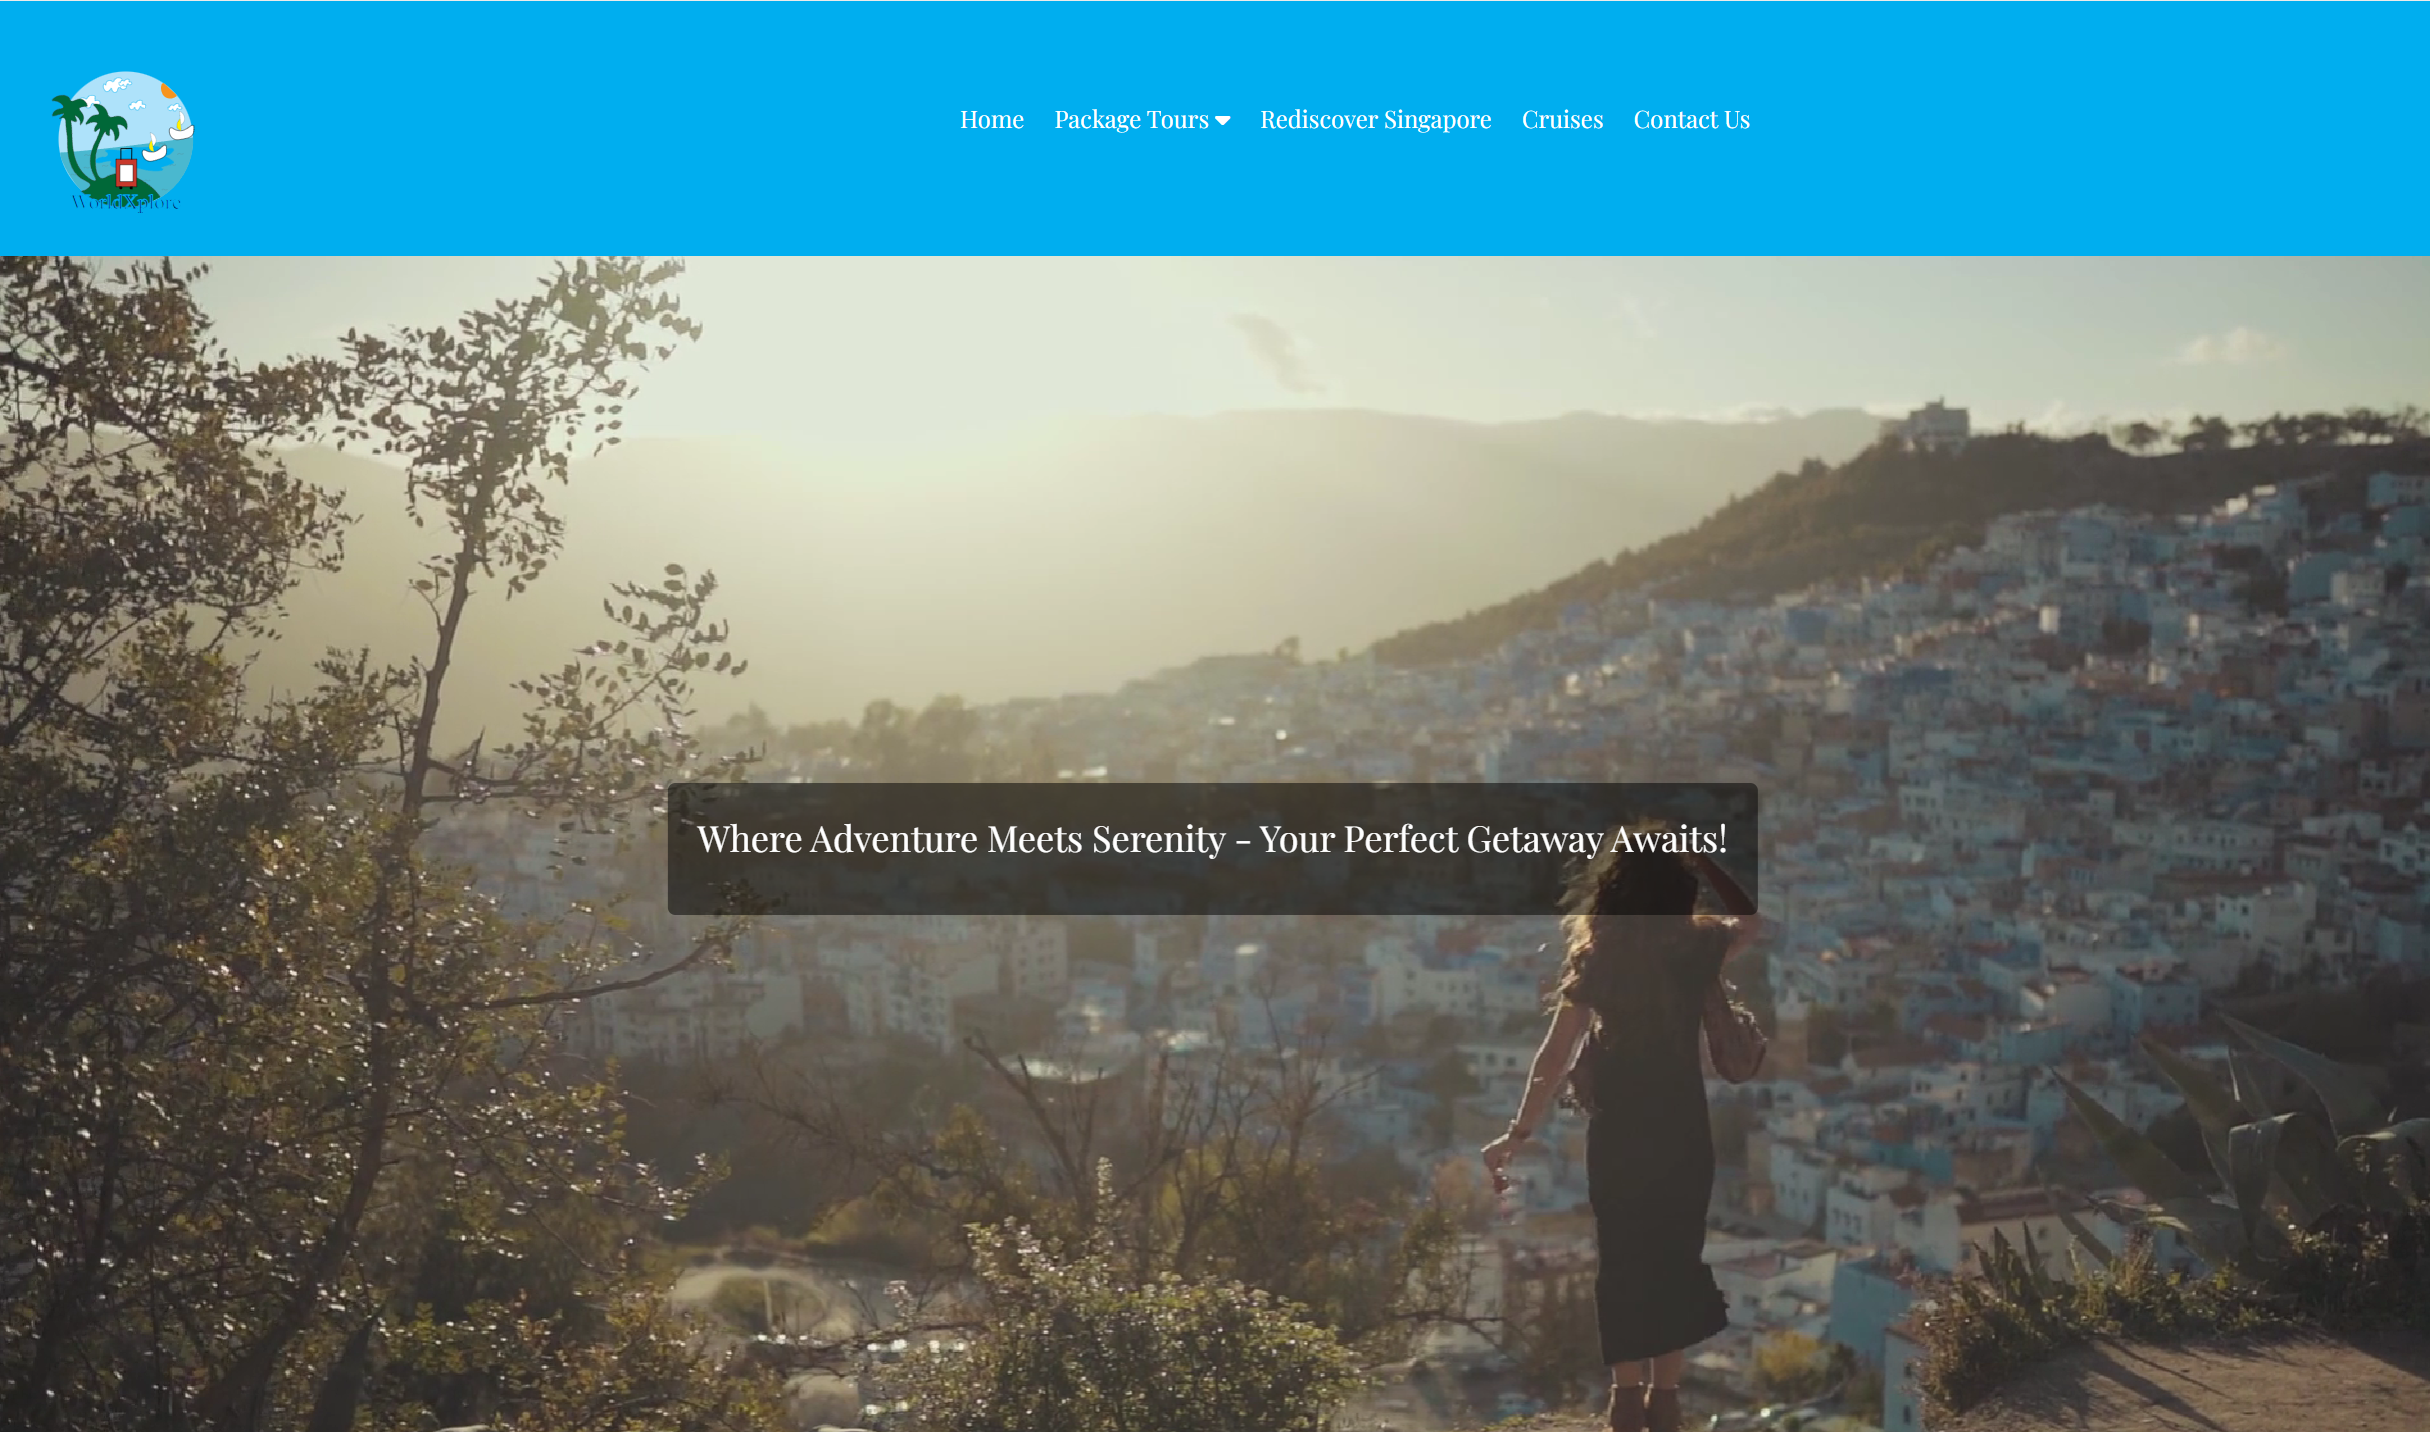 WorldXplore
Home Package Tours Rediscover Singapore Cruises Contact Us
Where Adventure Meets Serenity - Your Perfect Getaway Awaits!